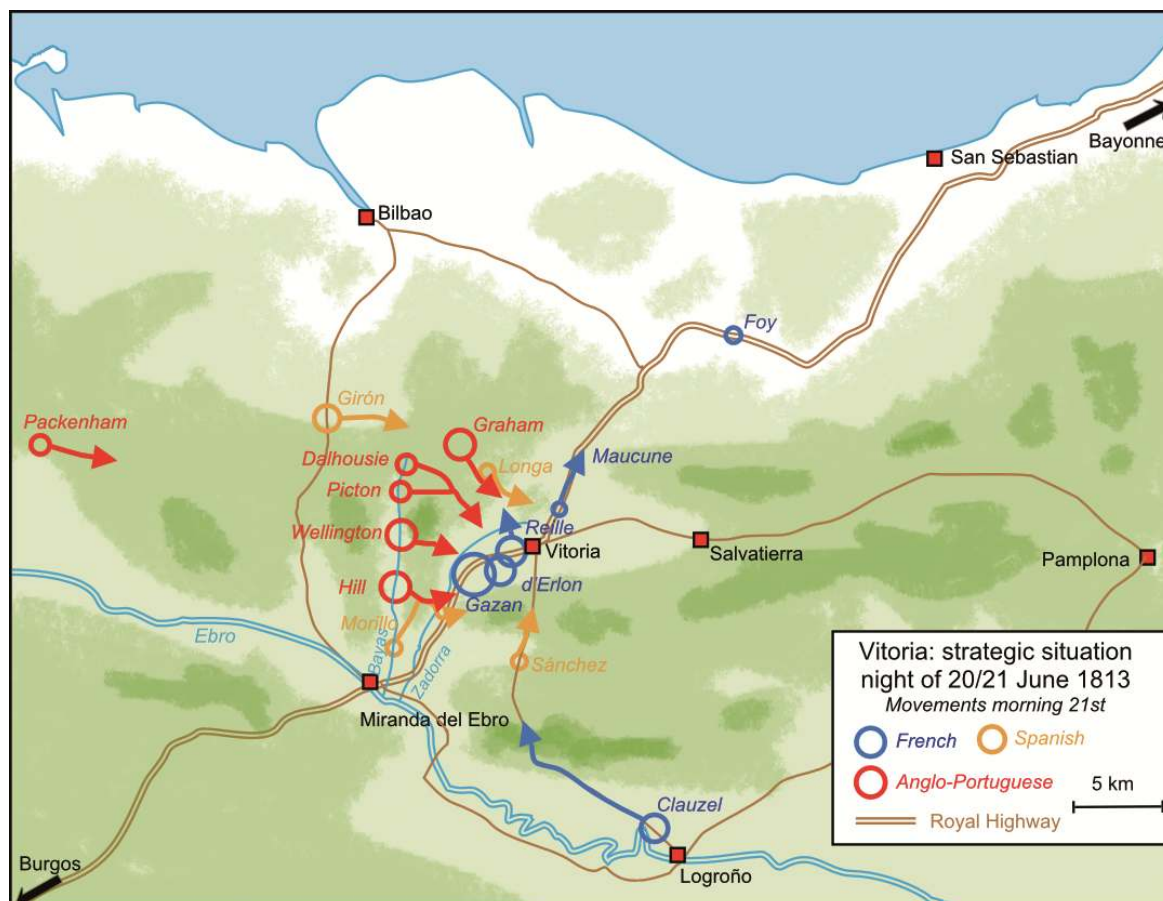 Bayonne
San Sebastian
Bilbao
Foy
Girón
Packenham
Graham
Dalhousie
Longa
Maucune
Picton
Wellington
Reille
Vitoria
Salvatierra
Pamplona
d'Erlon
Hill
Gazan
Morillo
Ebro
Bayas
Zadorra
Sánchez
Miranda del Ebro
Clauzel
Logroño
Burgos
Vitoria: strategic situation
night of 20/21 June 1813
Movements morning 21st
French
Spanish
Anglo-Portuguese
5 km
Royal Highway